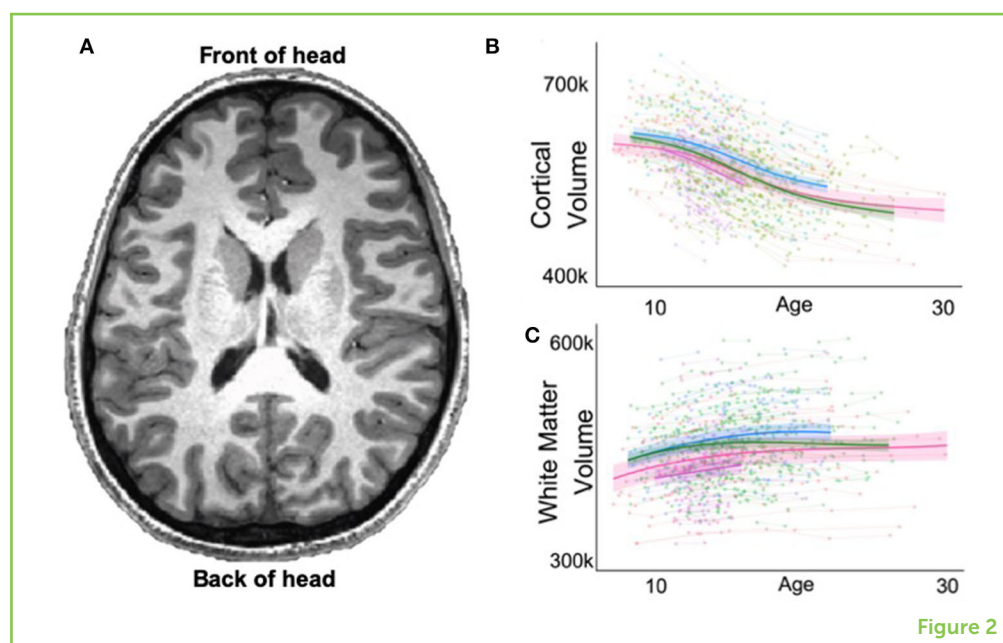 A
Front of head
Back of head
B
700k
Cortical
Volume
400k
10
Age
30
C
600k
White Matter
Volume
300k
10
Age
30
Figure 2